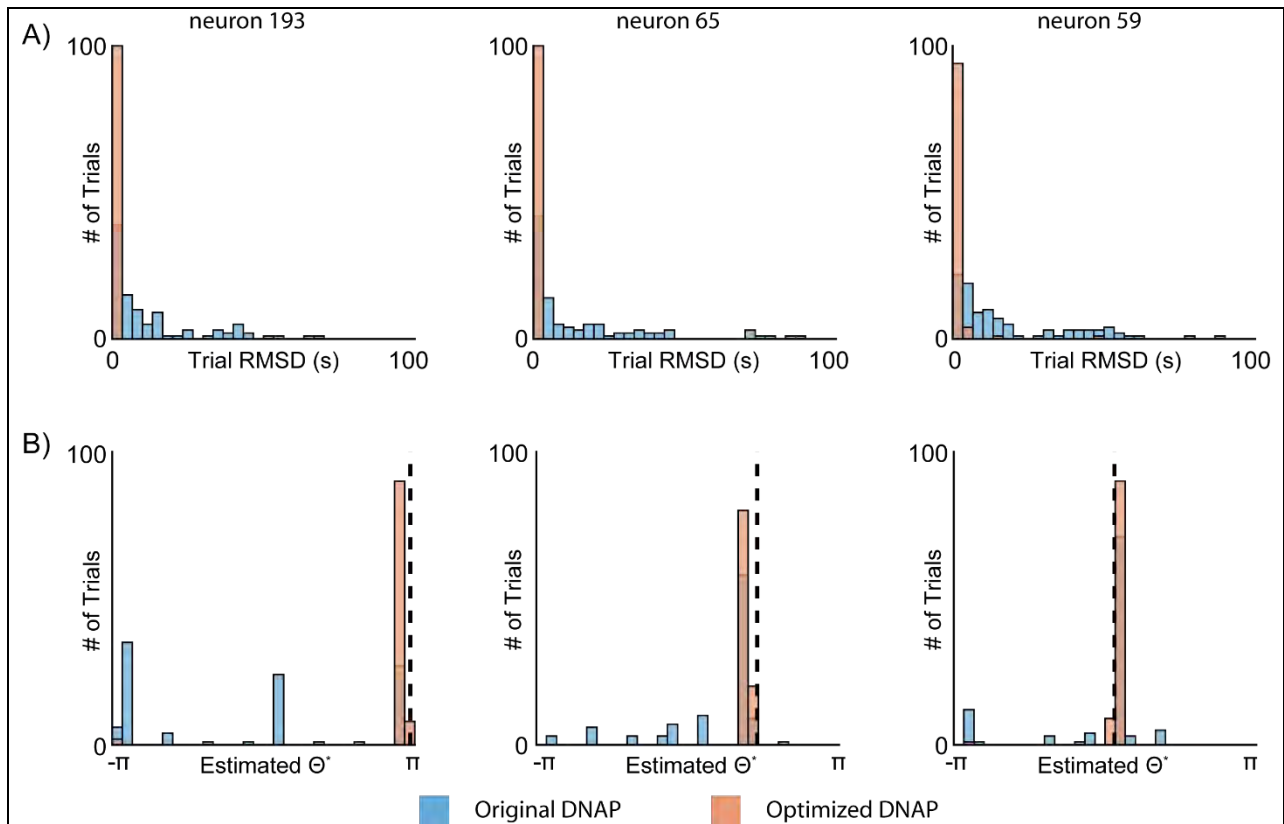 A)
neuron 193
neuron 65
neuron 59
100
# of Trials
0
0
Trial RMSD (s)
100
100
# of Trials
0
0
Trial RMSD (s)
100
100
# of Trials
0
0
Trial RMSD (s)
100
B)
100
# of Trials
0
-π
Estimated Θ*
π
100
# of Trials
0
-π
Estimated Θ*
π
100
# of Trials
0
-π
Estimated Θ*
π
Original DNAP
Optimized DNAP